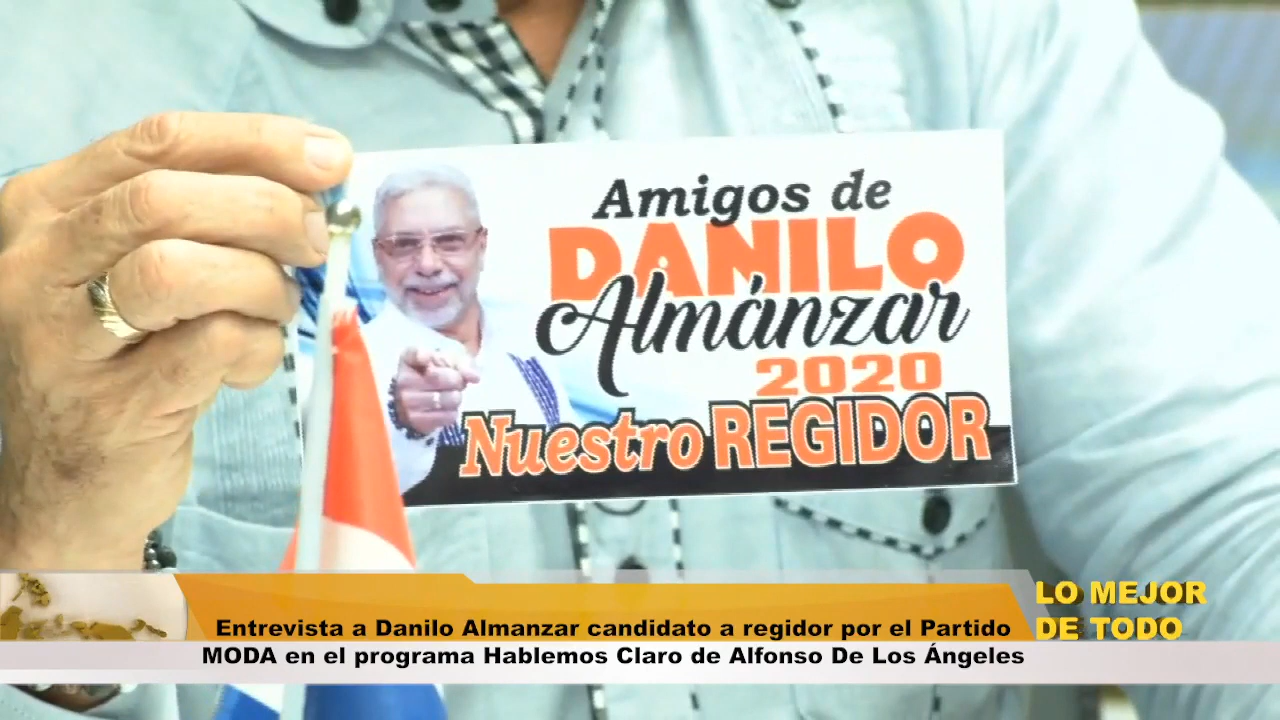 Amigos de
DANILO
Almánzar
2020
Nuestro REGIDOR
LO MEJOR
DE TODO
Entrevista a Danilo Almanzar candidato a regidor por el Partido
MODA en el programa Hablemos Claro de Alfonso De Los Ángeles